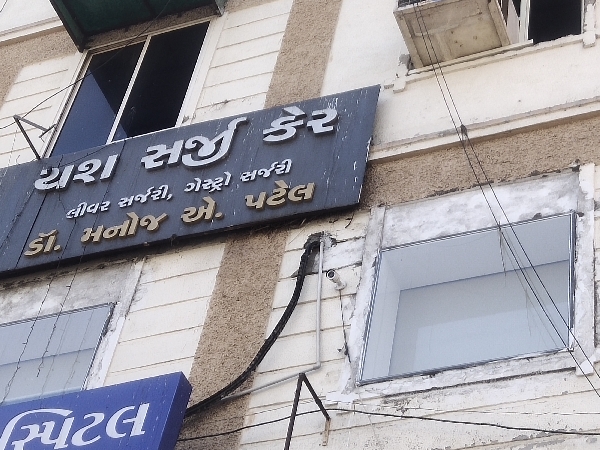 યશ સર્જી કેર
લીવર સર્જરી, ગેસ્ટ્રો સર્જરી
ડૉ. મનોજ એ. પટેલ
સ્પિટલ